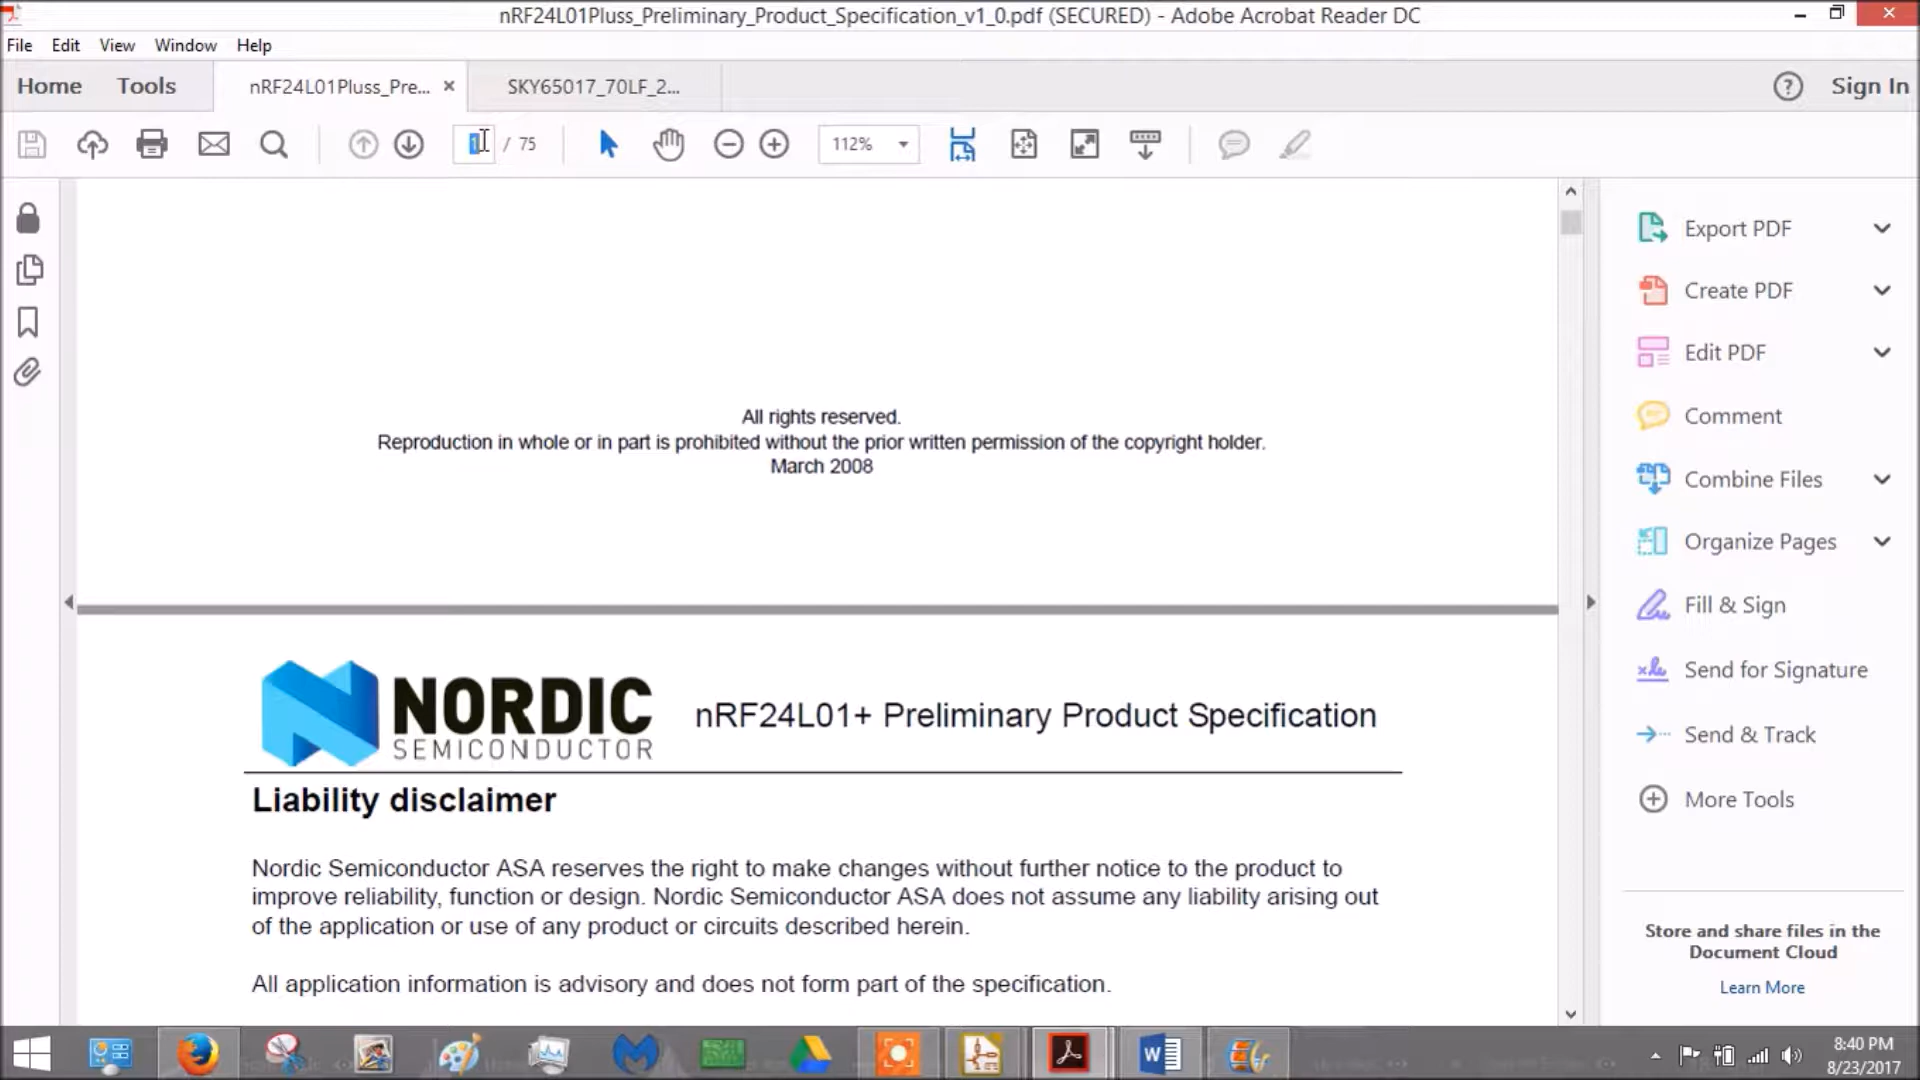 nRF24L01Pluss_Preliminary_Product_Specification_v1_0.pdf (SECURED) - Adobe Acrobat Reader DC
File Edit View Window Help
Home Tools nRF24L01Pluss_Pre... × SKY65017_70LF_2... ? Sign In
1 / 75 112%
All rights reserved.
Reproduction in whole or in part is prohibited without the prior written permission of the copyright holder.
March 2008
NORDIC
SEMICONDUCTOR
nRF24L01+ Preliminary Product Specification
Liability disclaimer
Nordic Semiconductor ASA reserves the right to make changes without further notice to the product to
improve reliability, function or design. Nordic Semiconductor ASA does not assume any liability arising out
of the application or use of any product or circuits described herein.
All application information is advisory and does not form part of the specification.
Export PDF
Create PDF
Edit PDF
Comment
Combine Files
Organize Pages
Fill & Sign
Send for Signature
Send & Track
More Tools
Store and share files in the
Document Cloud
Learn More
8:40 PM
8/23/2017